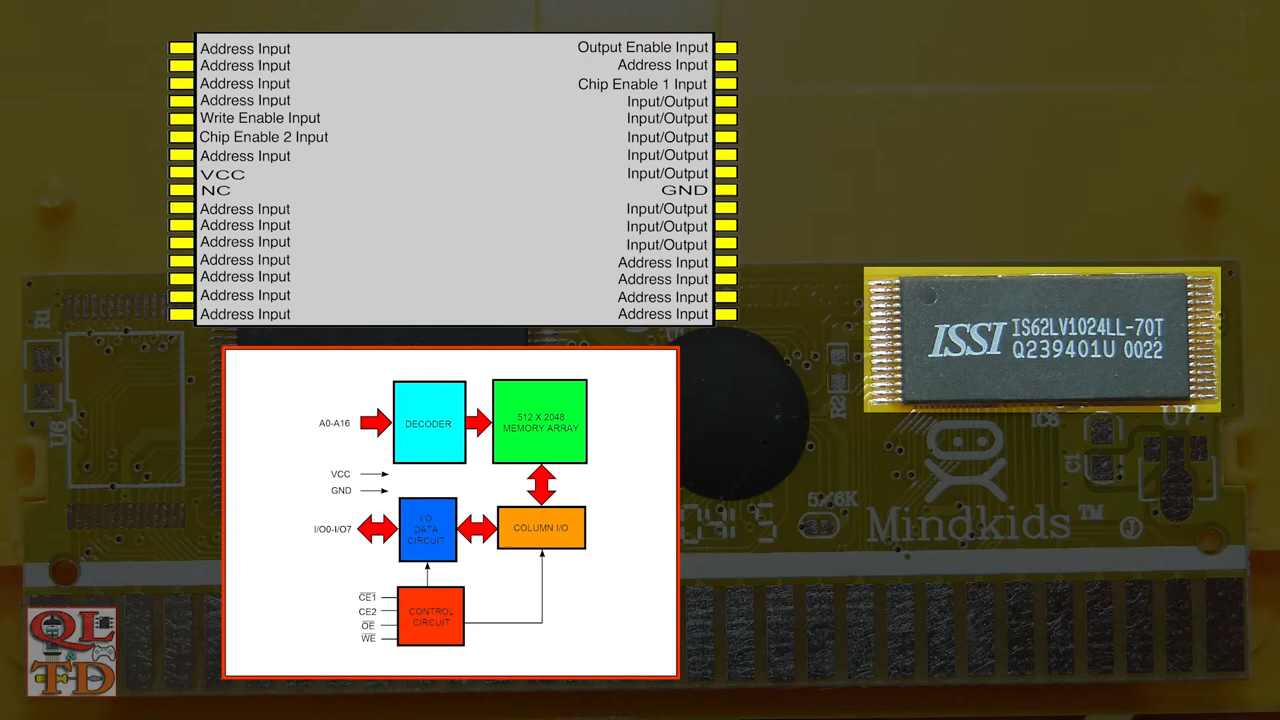 Address Input
Address Input
Address Input
Address Input
Write Enable Input
Chip Enable 2 Input
Address Input
VCC
NC
Address Input
Address Input
Address Input
Address Input
Address Input
Address Input
Address Input
Output Enable Input
Address Input
Chip Enable 1 Input
Input/Output
Input/Output
Input/Output
Input/Output
Input/Output
GND
Input/Output
Input/Output
Input/Output
Address Input
Address Input
Address Input
Address Input
ISSI IS62LV1024LL-70T
Q239401U 0022
A0-A16
DECODER
512 X 2048
MEMORY ARRAY
VCC
GND
I/O0-I/O7
I/O
DATA
CIRCUIT
COLUMN I/O
CE1
CE2
OE
WE
CONTROL
CIRCUIT
R1
U6
R2
C1
U7
Mindkids™ J
QL
TD